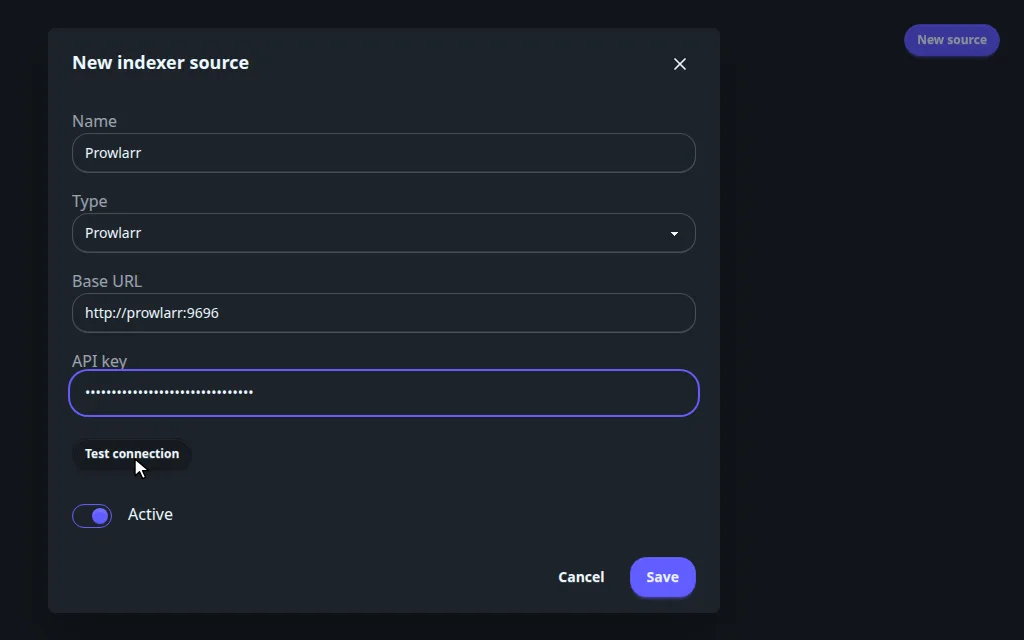 New indexer source
New source
Name
Prowlarr
Type
Prowlarr
Base URL
http://prowlarr:9696
API key
••••••••••••••••••••••••••••••••
Test connection
Active
Cancel
Save